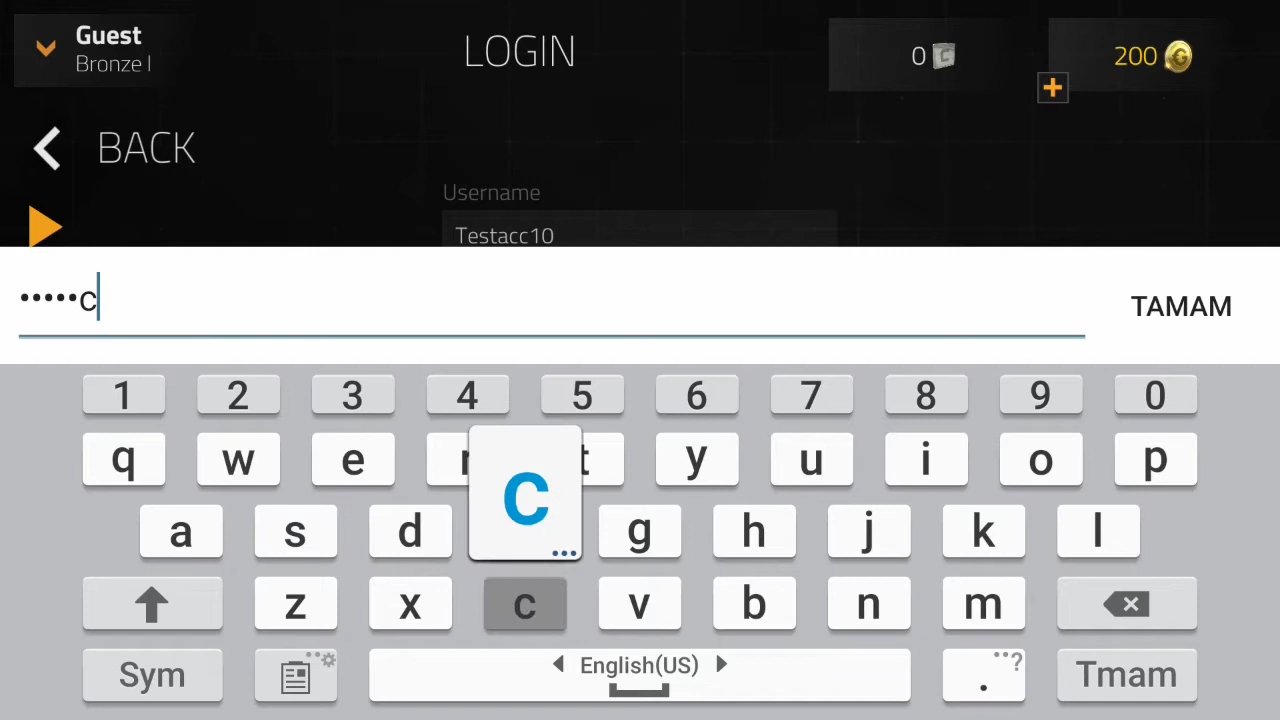 Guest
Bronze I
LOGIN
0
200
BACK
Username
Testacc10
•••••c
TAMAM
1 2 3 4 5 6 7 8 9 0
q w e r t y u i o p
a s d g h j k l
C
z x c v b n m
Sym
English(US)
. ?
Tmam